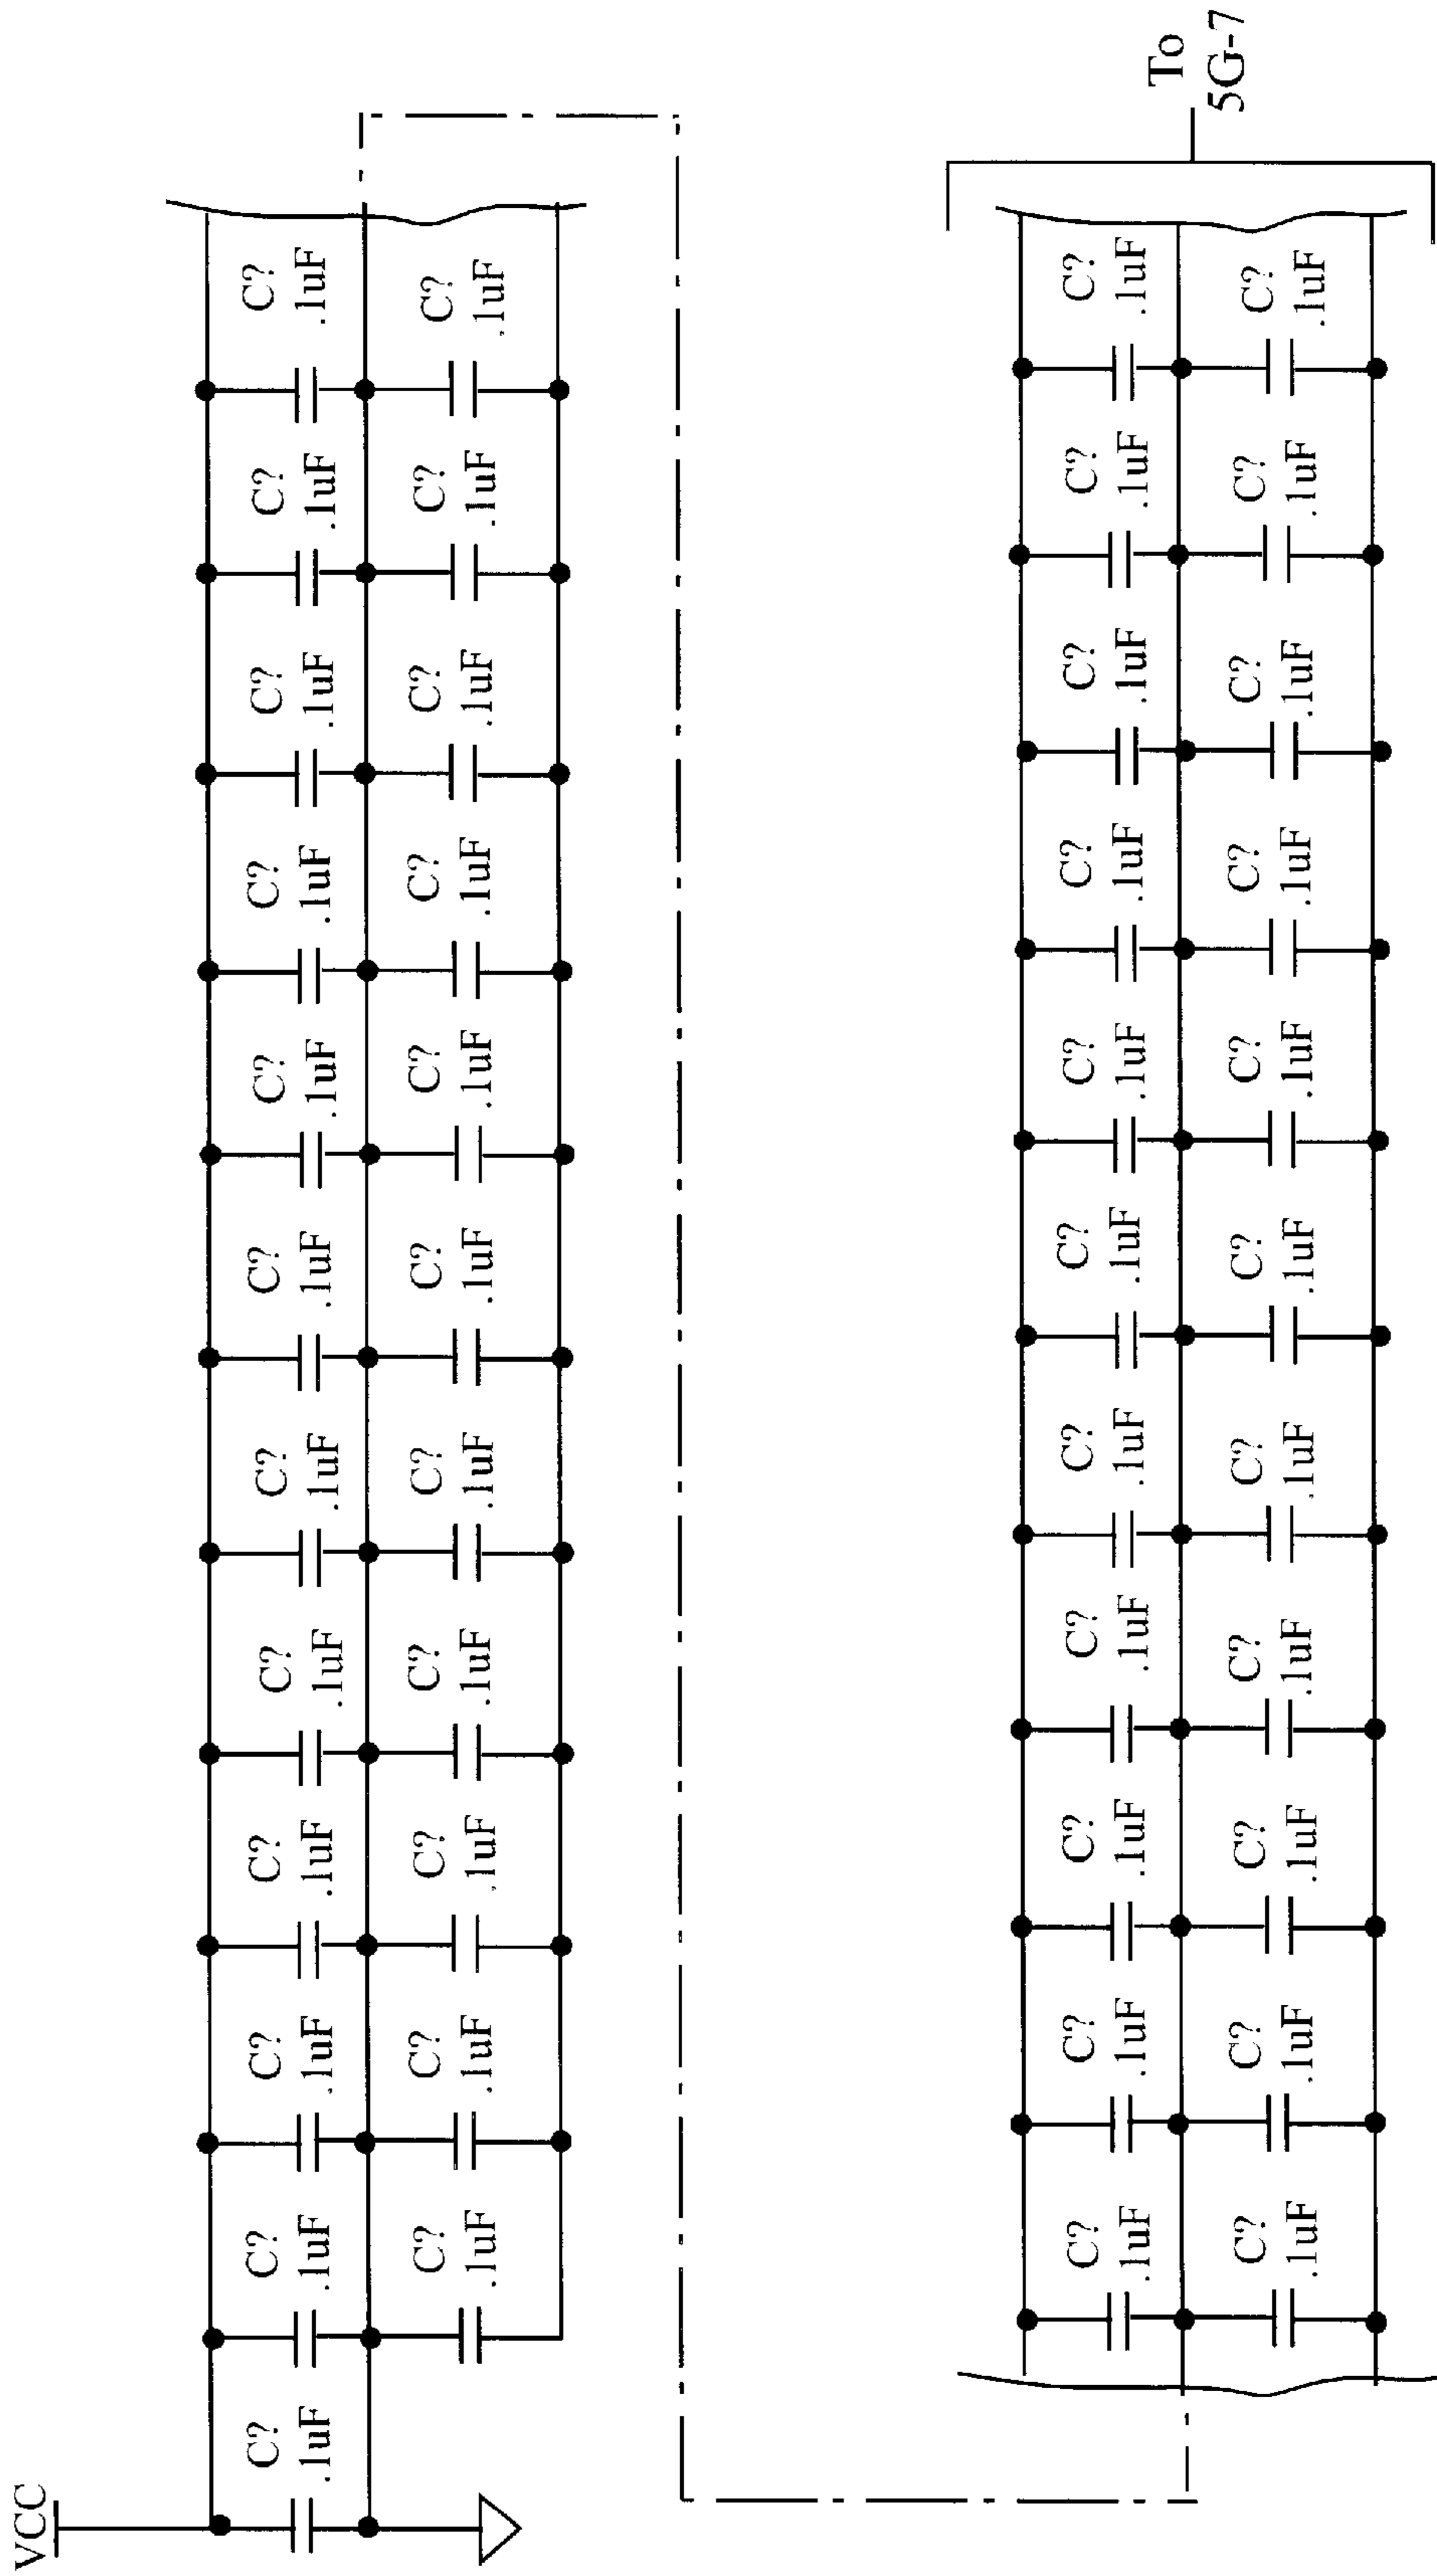 VCC
C? C? C? C? C? C? C? C? C? C? C? C?
.1uF .1uF .1uF .1uF .1uF .1uF .1uF .1uF .1uF .1uF .1uF .1uF
C? C? C? C? C? C? C? C? C? C? C?
.1uF .1uF .1uF .1uF .1uF .1uF .1uF .1uF .1uF .1uF .1uF
C? C? C? C? C? C? C? C? C? C? C?
.1uF .1uF .1uF .1uF .1uF .1uF .1uF .1uF .1uF .1uF .1uF
To
5G-7
C? C? C? C? C? C? C? C? C? C? C?
.1uF .1uF .1uF .1uF .1uF .1uF .1uF .1uF .1uF .1uF .1uF